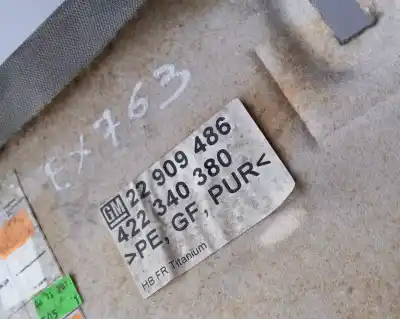 EX763
GM 22 909 486
422 340 380
>PE, GF, PUR<
HB FR Titanium